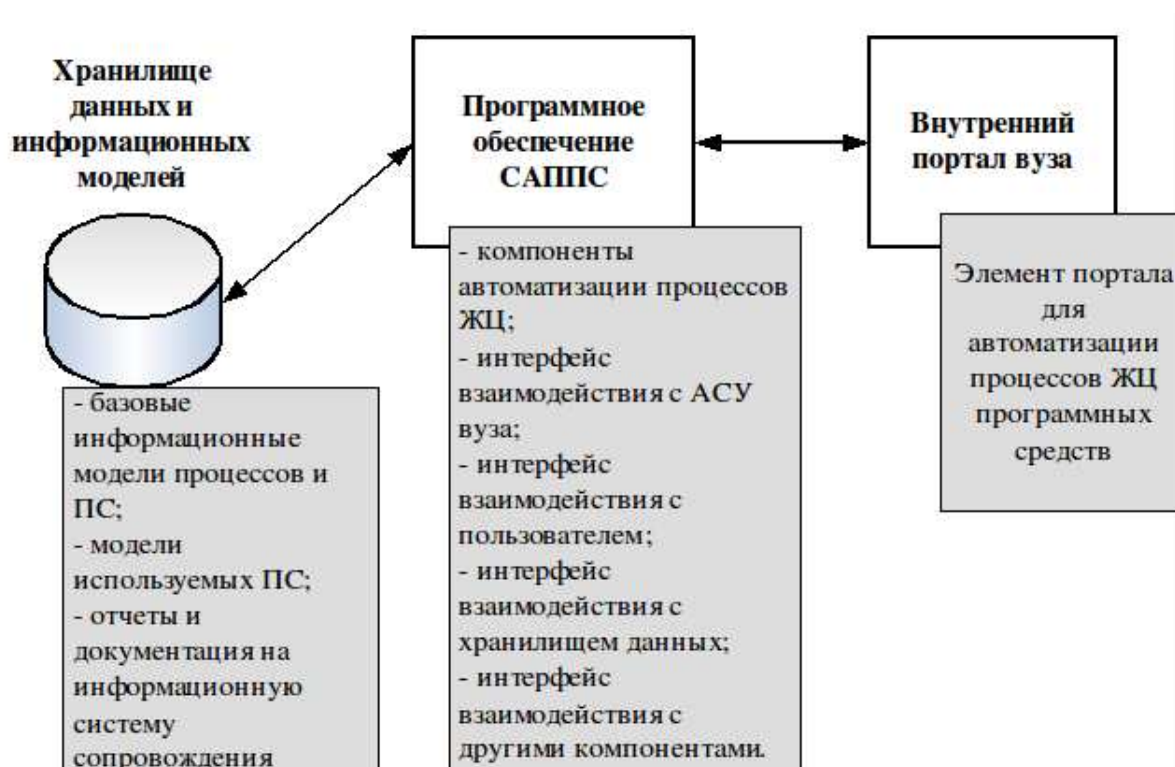 Хранилище
данных и
информационных
моделей
- базовые
информационные
модели процессов и
ПС;
- модели
используемых ПС;
- отчеты и
документация на
информационную
систему
сопровождения
Программное
обеспечение
САППС
- компоненты
автоматизации процессов
ЖЦ;
- интерфейс
взаимодействия с АСУ
вуза;
- интерфейс
взаимодействия с
пользователем;
- интерфейс
взаимодействия с
хранилищем данных;
- интерфейс
взаимодействия с
другими компонентами.
Внутренний
портал вуза
Элемент портала
для
автоматизации
процессов ЖЦ
программных
средств